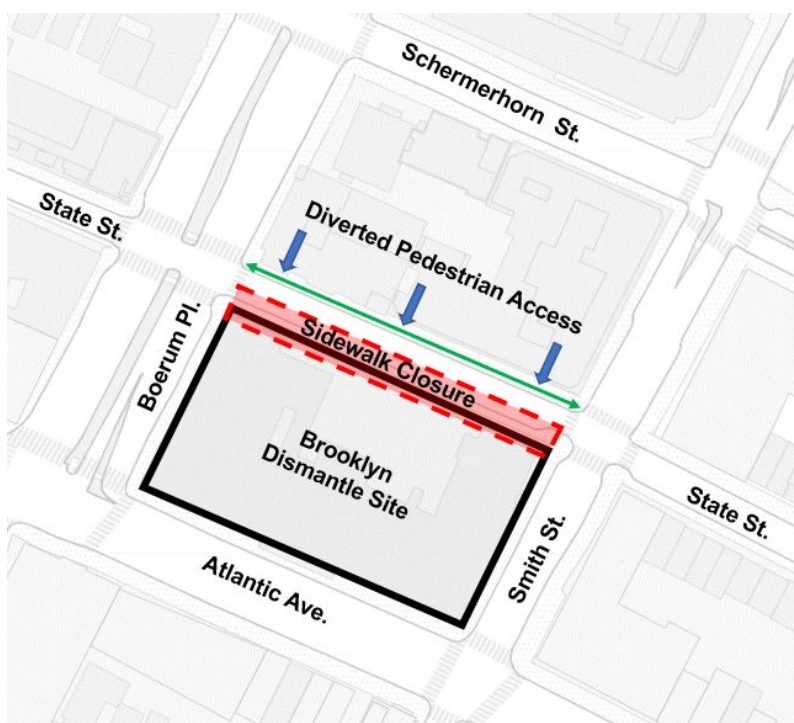 Schermerhorn St.
State St.
Diverted Pedestrian Access
Boerum Pl.
Sidewalk Closure
Brooklyn
Dismantle Site
State St.
Smith St.
Atlantic Ave.